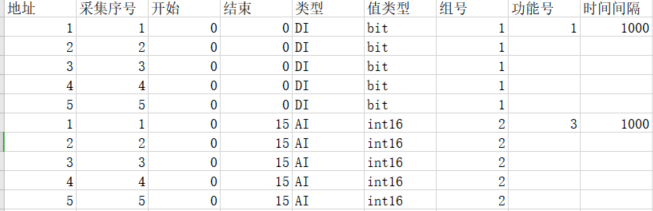 地址 采集序号 开始 结束 类型 值类型 组号 功能号 时间间隔
1 1 0 0 DI bit 1 1 1000
2 2 0 0 DI bit 1
3 3 0 0 DI bit 1
4 4 0 0 DI bit 1
5 5 0 0 DI bit 1
1 1 0 15 AI int16 2 3 1000
2 2 0 15 AI int16 2
3 3 0 15 AI int16 2
4 4 0 15 AI int16 2
5 5 0 15 AI int16 2